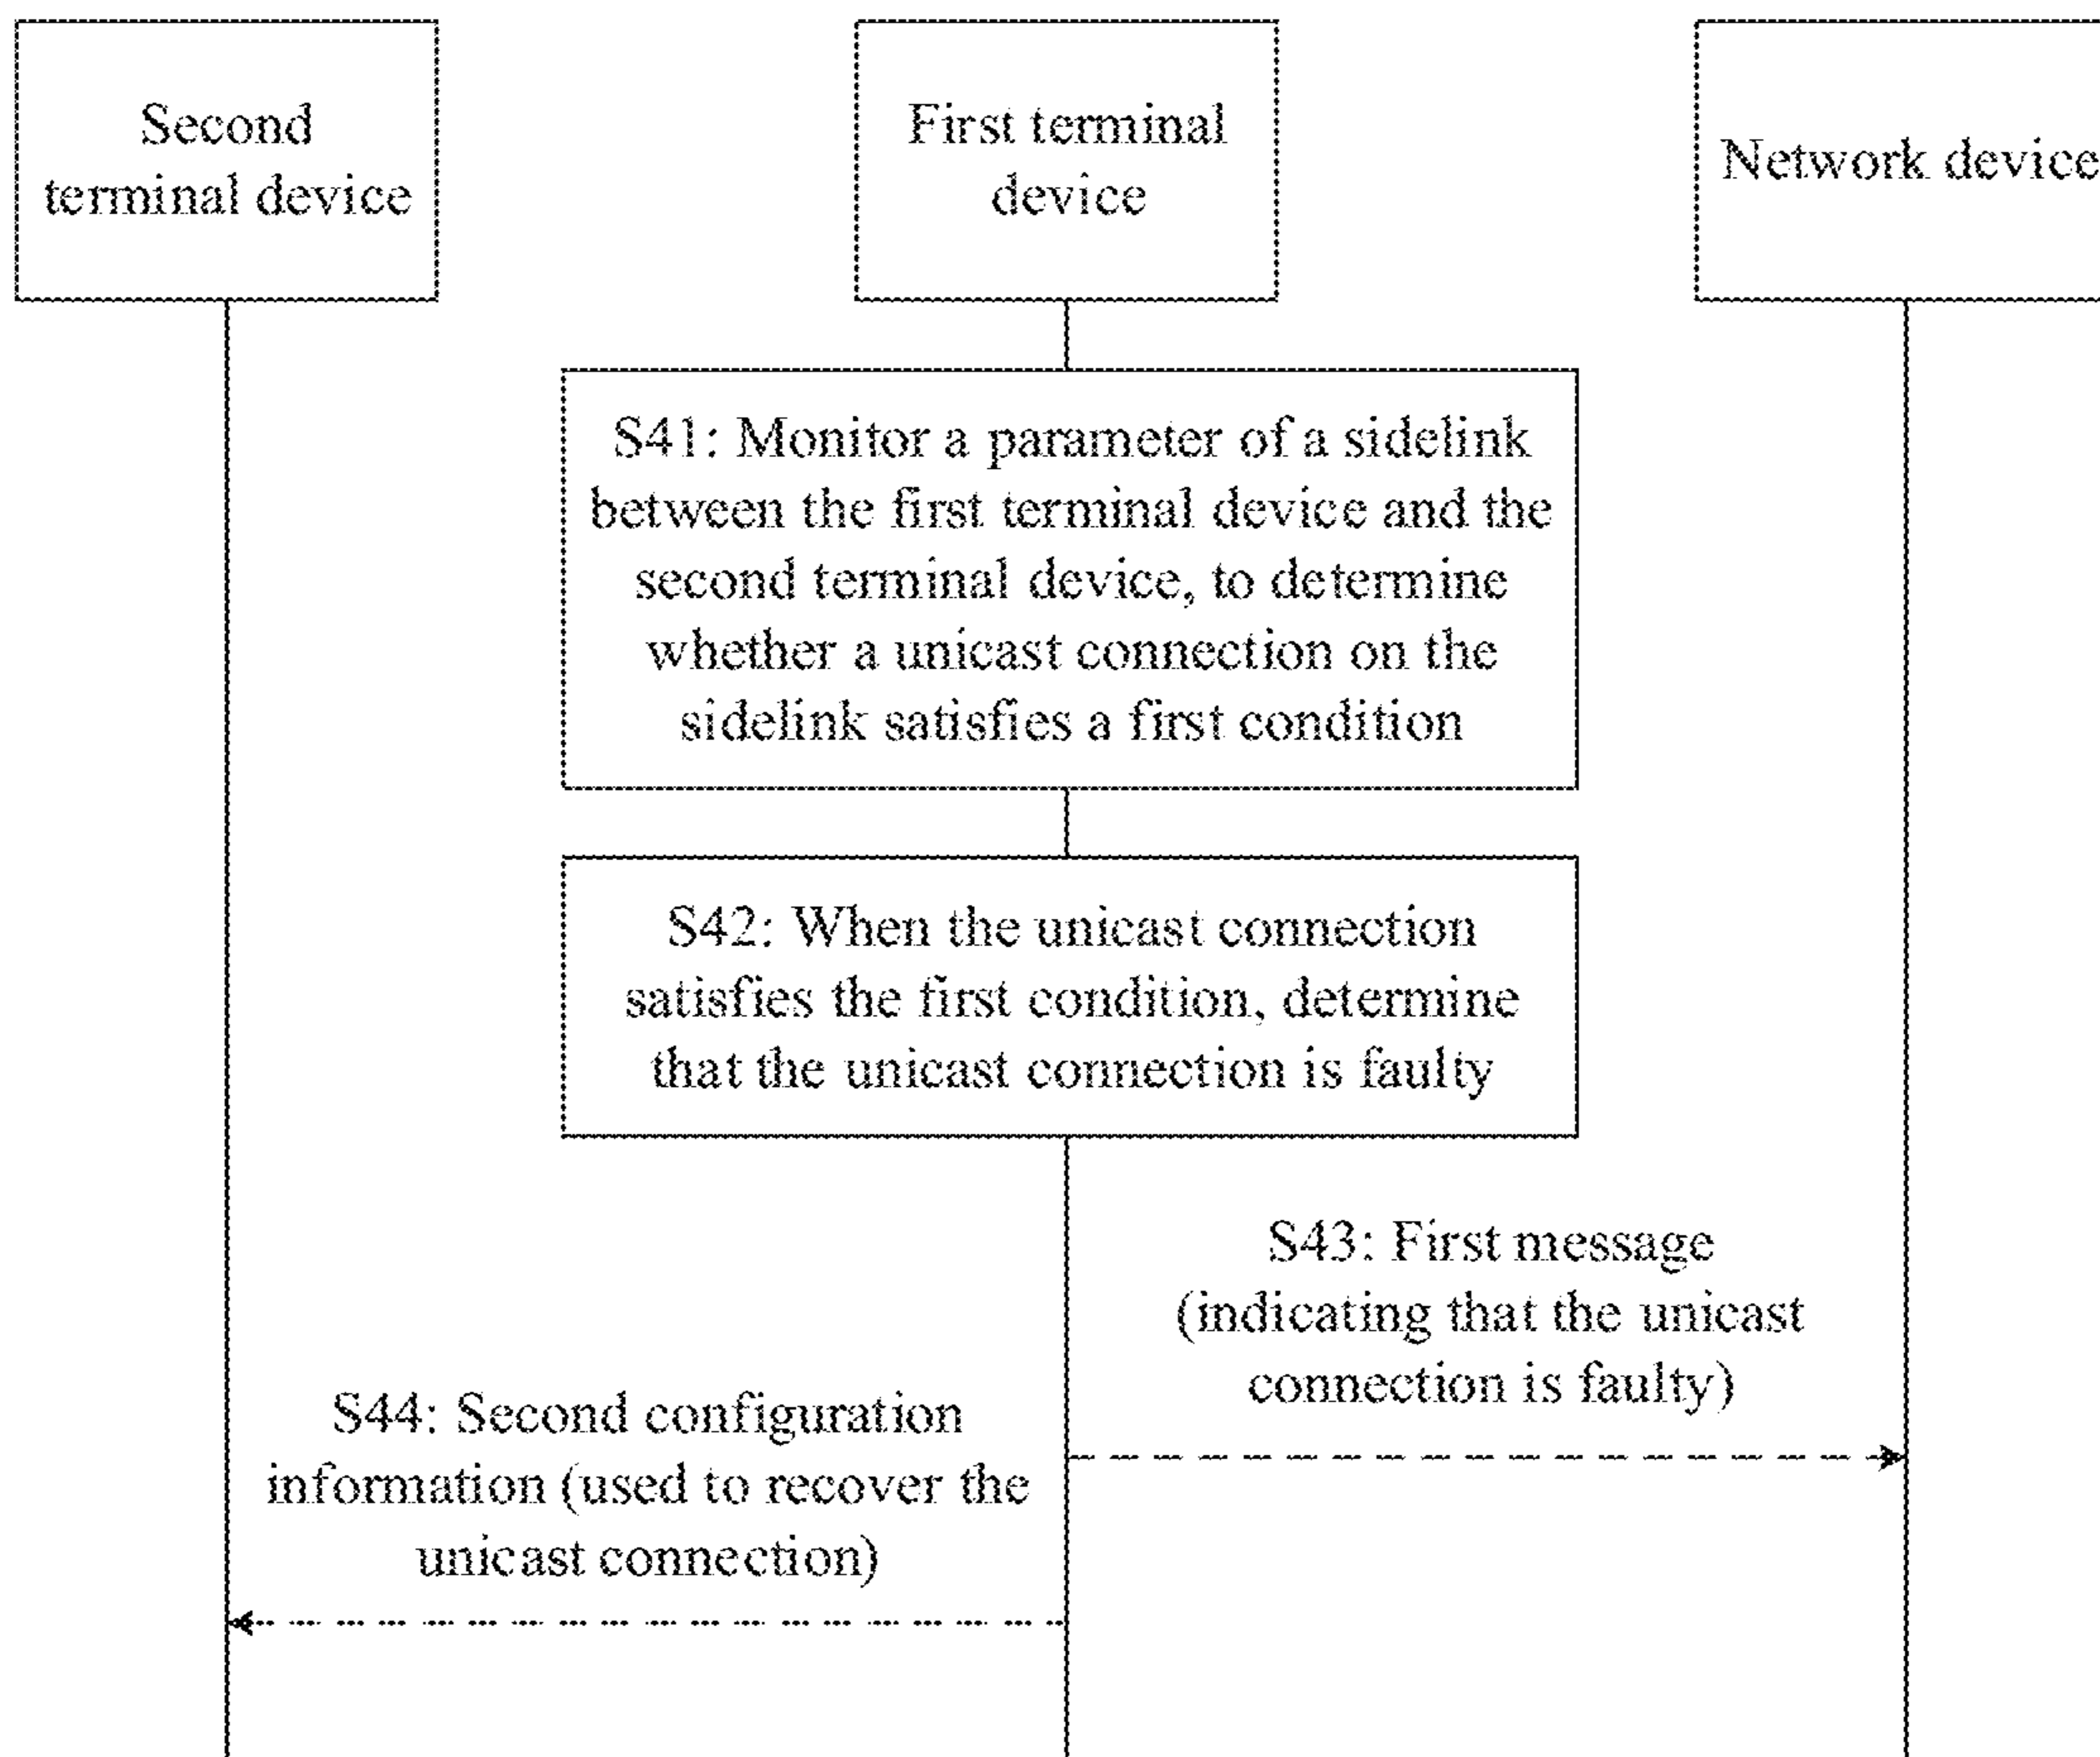 Second
terminal device
First terminal
device
Network device
S41: Monitor a parameter of a sidelink
between the first terminal device and the
second terminal device, to determine
whether a unicast connection on the
sidelink satisfies a first condition
S42: When the unicast connection
satisfies the first condition, determine
that the unicast connection is faulty
S43: First message
(indicating that the unicast
connection is faulty)
S44: Second configuration
information (used to recover the
unicast connection)